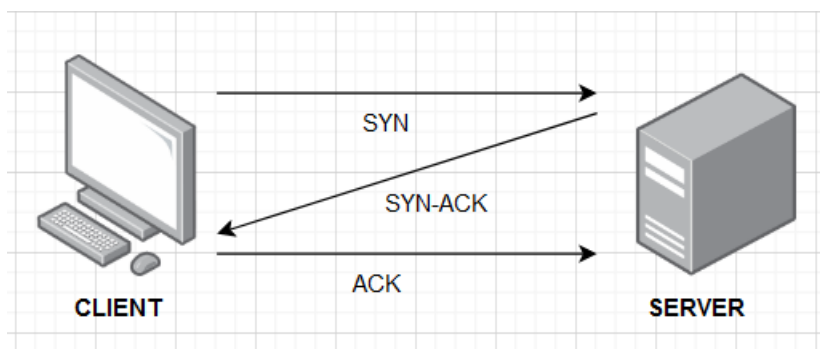 SYN
SYN-ACK
ACK
CLIENT
SERVER